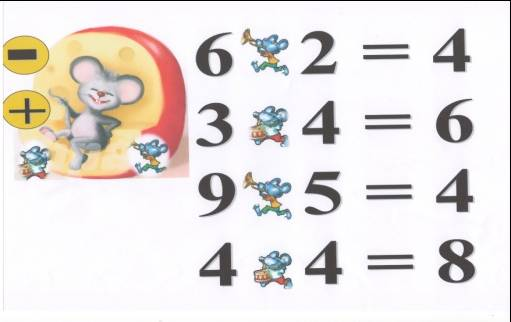 − 6 2 = 4
+ 3 4 = 6
9 5 = 4
4 4 = 8